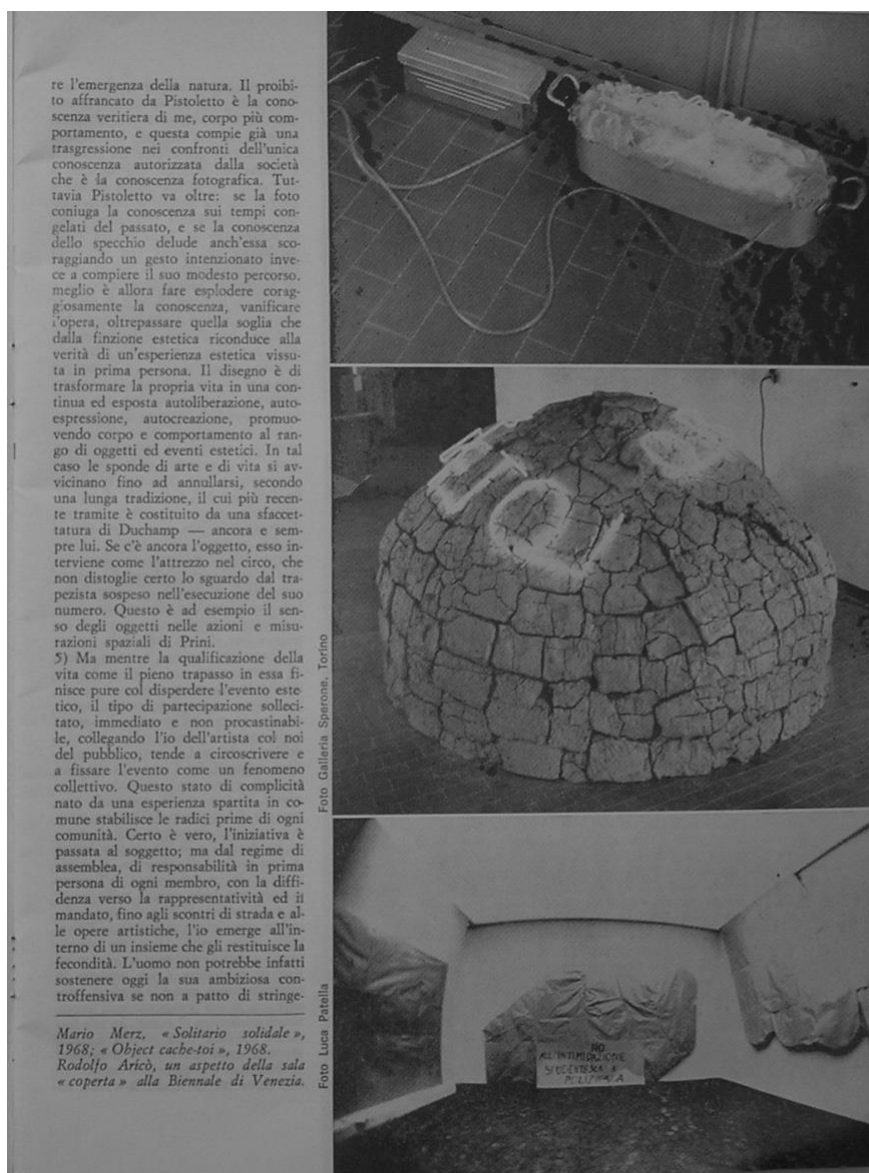 re l'emergenza della natura. Il proibi-
to affrancato da Pistoletto è la cono-
scenza veritiera di me, corpo più com-
portamento, e questa compie già una
trasgressione nei confronti dell'unica
conoscenza autorizzata dalla società
che è la conoscenza fotografica. Tut-
tavia Pistoletto va oltre: se la foto
coniuga la conoscenza sui tempi con-
gelati del passato, e se la conoscenza
dello specchio delude anch'essa sco-
raggiando un gesto intenzionato inve-
ce a compiere il suo modesto percorso,
meglio è allora fare esplodere corag-
giosamente la conoscenza, vanificare
l'opera, oltrepassare quella soglia che
dalla finzione estetica riconduce alla
verità di un'esperienza estetica vissu-
ta in prima persona. Il disegno è di
trasformare la propria vita in una con-
tinua ed esposta autoliberazione, auto-
espressione, autocreazione, promuo-
vendo corpo e comportamento al ran-
go di oggetti ed eventi estetici. In tal
caso le sponde di arte e di vita si av-
vicinano fino ad annullarsi, secondo
una lunga tradizione, il cui più recen-
te tramite è costituito da una sfaccet-
tatura di Duchamp — ancora e sem-
pre lui. Se c'è ancora l'oggetto, esso in-
terviene come l'attrezzo nel circo, che
non distoglie certo lo sguardo dal tra-
pezista sospeso nell'esecuzione del suo
numero. Questo è ad esempio il sen-
so degli oggetti nelle azioni e misu-
razioni spaziali di Prini.
5) Ma mentre la qualificazione della
vita come il pieno trapasso in essa fi-
nisce pure col disperdere l'evento este-
tico, il tipo di partecipazione solleci-
tato, immediato e non procastinabi-
le, collegando l'io dell'artista col noi
del pubblico, tende a circoscrivere e
a fissare l'evento come un fenomeno
collettivo. Questo stato di complicità
nato da una esperienza spartita in co-
mune stabilisce le radici prime di ogni
comunità. Certo è vero, l'iniziativa è
passata al soggetto; ma dal regime di
assemblea, di responsabilità in prima
persona di ogni membro, con la diffi-
denza verso la rappresentatività ed il
mandato, fino agli scontri di strada e al-
le opere artistiche, l'io emerge all'in-
terno di un insieme che gli restituisce la
fecondità. L'uomo non potrebbe infatti
sostenere oggi la sua ambiziosa con-
troffensiva se non a patto di stringe-
Mario Merz, « Solitario solidale »,
1968; « Object cache-toi », 1968.
Rodolfo Aricò, un aspetto della sala
« coperta » alla Biennale di Venezia.
Foto Galleria Sperone, Torino
Foto Luca Patella
NO
ALL'INTIMIDAZIONE
STUDENTESCA E
POLIZIESCA